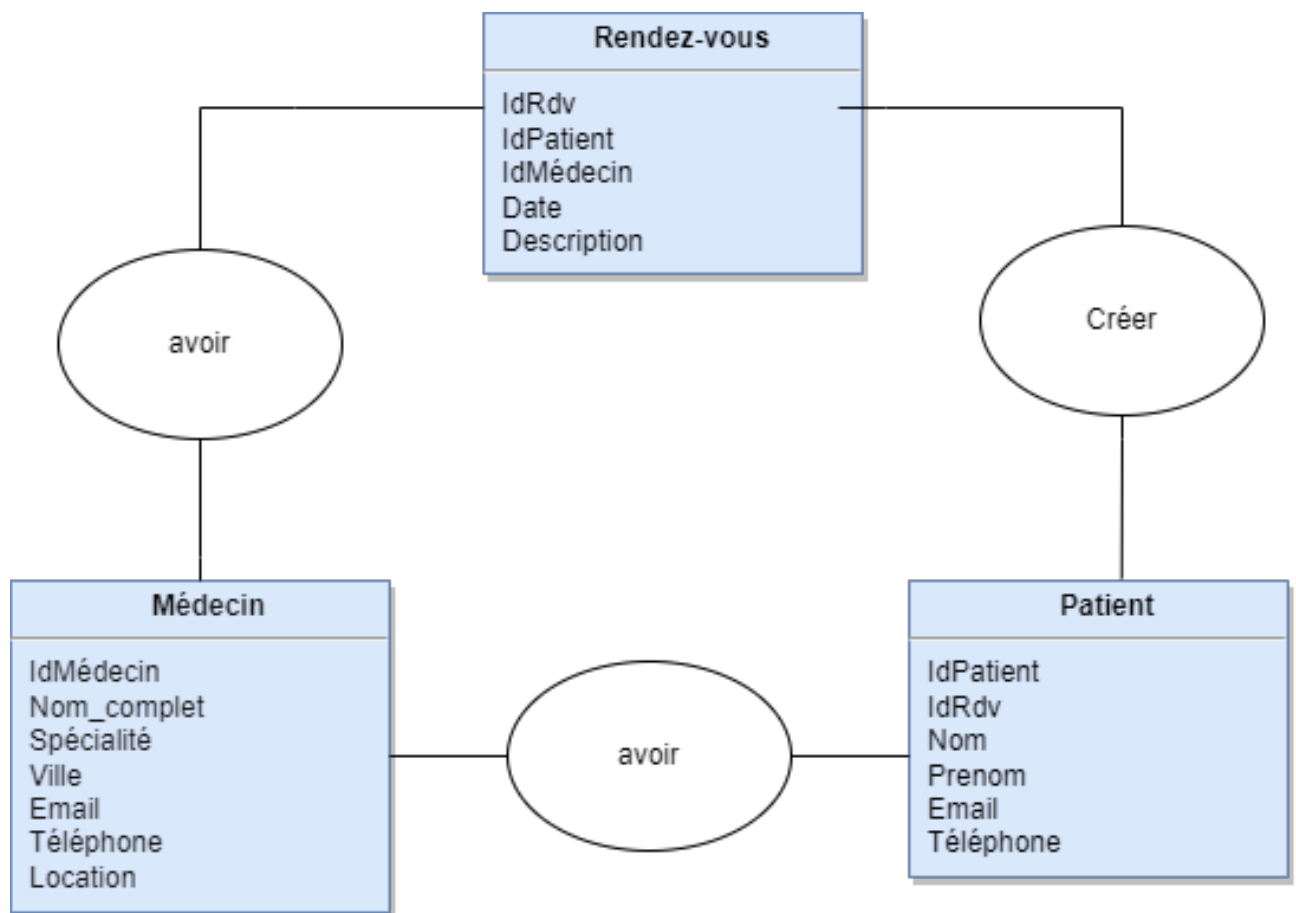 Rendez-vous
IdRdv
IdPatient
IdMédecin
Date
Description
avoir
Créer
Médecin
IdMédecin
Nom_complet
Spécialité
Ville
Email
Téléphone
Location
avoir
Patient
IdPatient
IdRdv
Nom
Prenom
Email
Téléphone